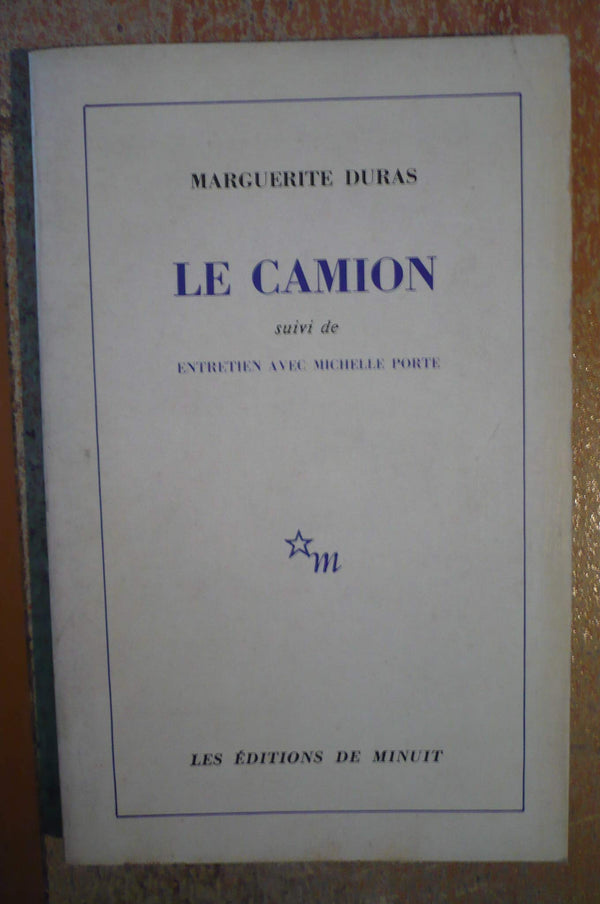 MARGUERITE DURAS
LE CAMION
suivi de
ENTRETIEN AVEC MICHELLE PORTE
m
LES ÉDITIONS DE MINUIT